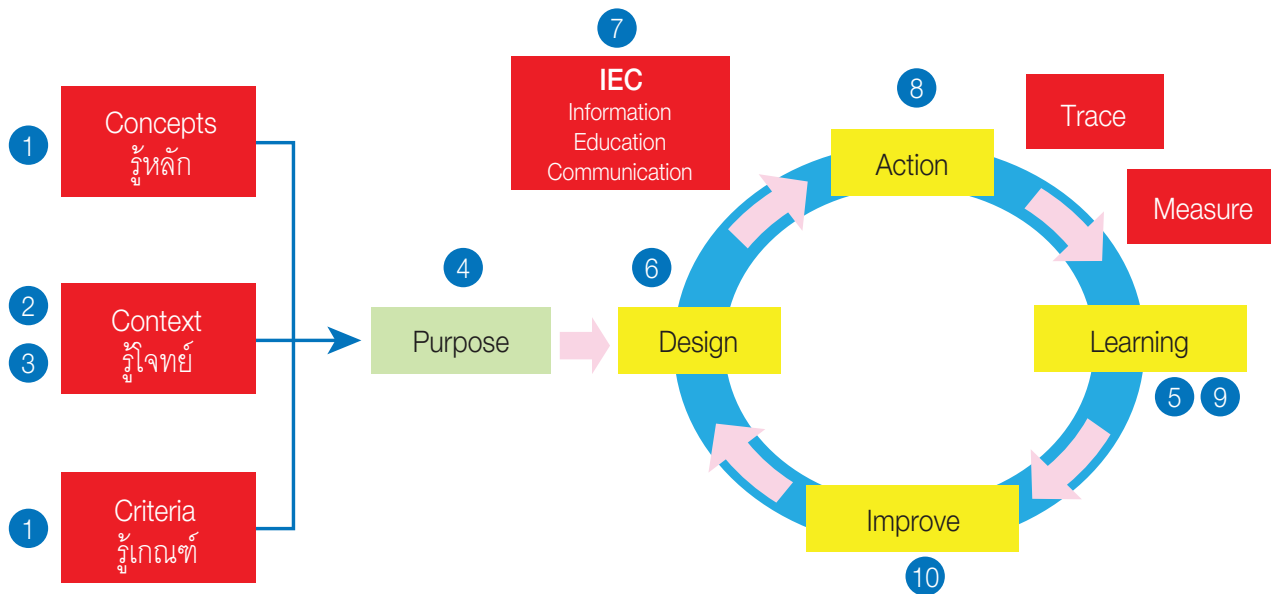 7
IEC
Information
Education
Communication
8
Action
Trace
Measure
1
Concepts
รู้หลัก
2
3
Context
รู้โจทย์
4
Purpose
6
Design
Learning
5 9
1
Criteria
รู้เกณฑ์
Improve
10